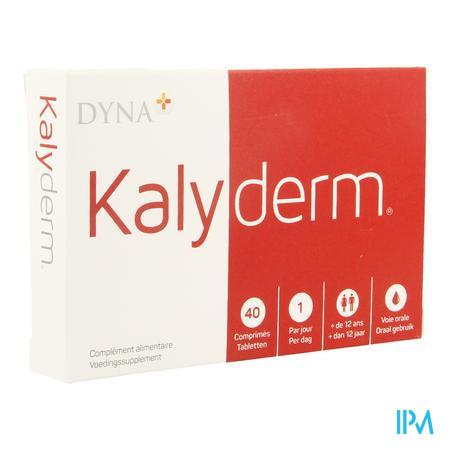 DYNA+
Kalyderm®
Kalyderm®
40
Comprimés
Tabletten
1
Par jour
Per dag
+ de 12 ans
+ dan 12 jaar
Voie orale
Oraal gebruik
Complément alimentaire
Voedingssupplement
IPM